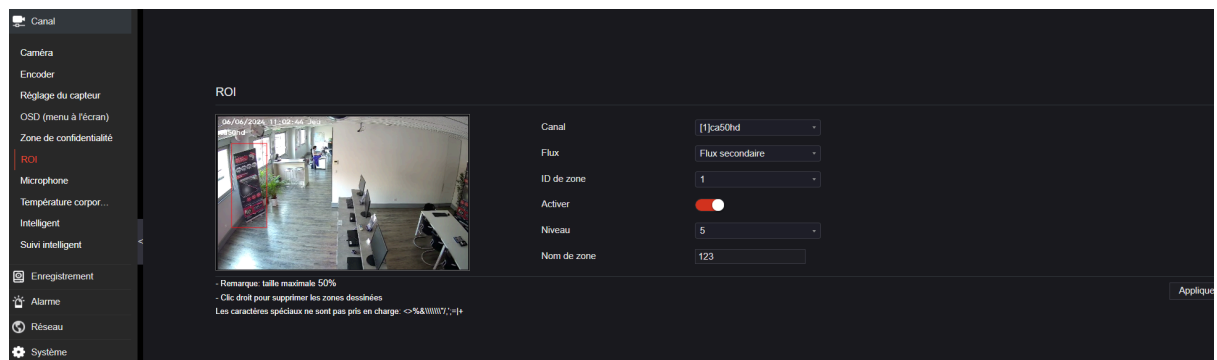 Canal
Caméra
Encoder
Réglage du capteur
OSD (menu à l'écran)
Zone de confidentialité
ROI
Microphone
Température corpor...
Intelligent
Suivi intelligent
<
Enregistrement
Alarme
Réseau
Système
ROI
06/06/2024 11:02:44 Jeu
ca50hd
Canal [1]ca50hd
Flux Flux secondaire
ID de zone 1
Activer
Niveau 5
Nom de zone 123
- Remarque: taille maximale 50%
- Clic droit pour supprimer les zones dessinées
Les caractères spéciaux ne sont pas pris en charge:
Applique